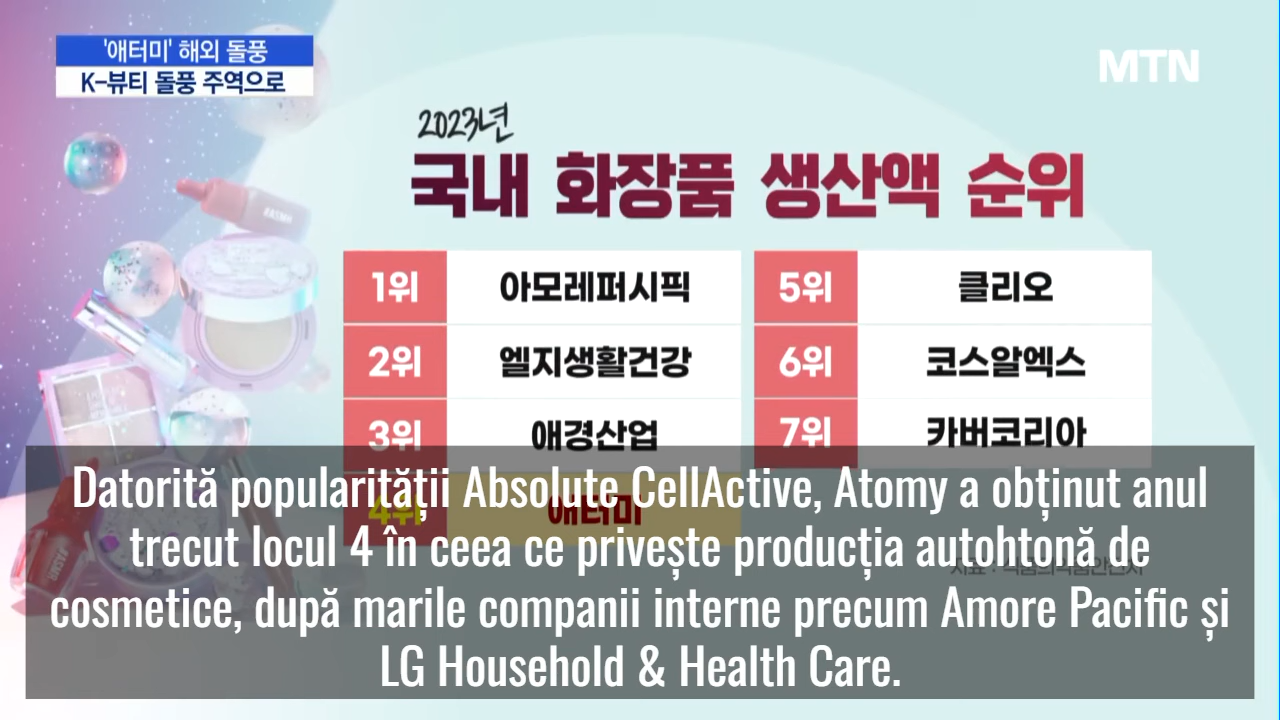 '애터미' 해외 돌풍
K-뷰티 돌풍 주역으로
MTN
2023년
국내 화장품 생산액 순위
1위 아모레퍼시픽
2위 엘지생활건강
3위 애경산업
4위 애터미
5위 클리오
6위 코스알엑스
7위 카버코리아
Datorită popularității Absolute CellActive, Atomy a obținut anul
trecut locul 4 în ceea ce privește producția autohtonă de
cosmetice, după marile companii interne precum Amore Pacific și
LG Household & Health Care.